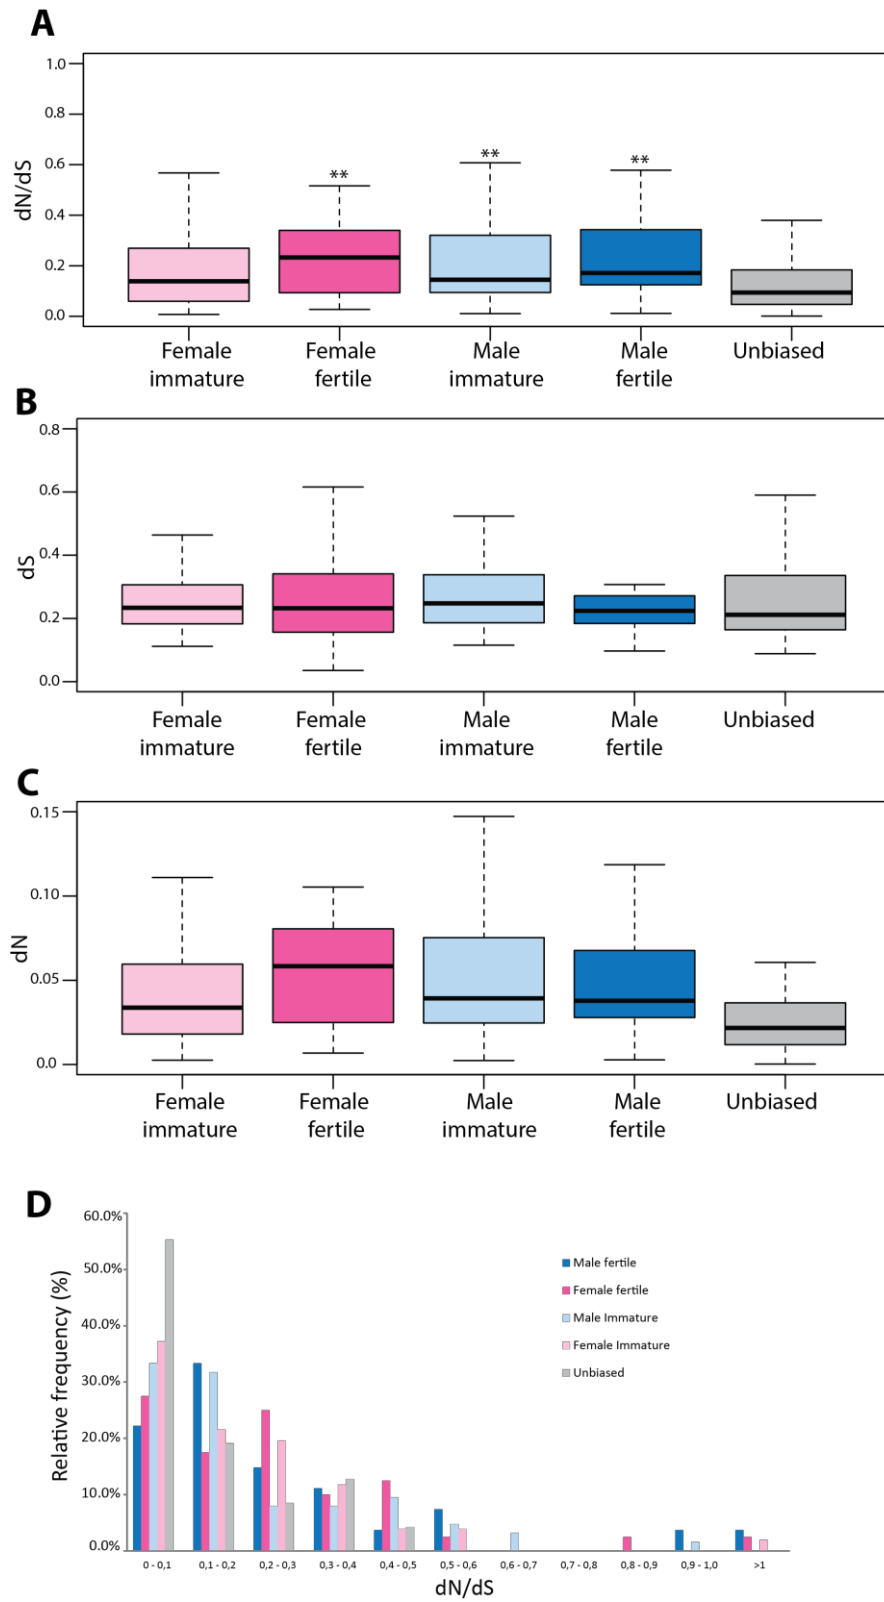 A
1.0
0.8
0.6
0.4
0.2
0.0
dN/dS
**
**
**
Female immature
Female fertile
Male immature
Male fertile
Unbiased
B
0.8
0.6
0.4
0.2
0.0
dS
Female immature
Female fertile
Male immature
Male fertile
Unbiased
C
0.15
0.10
0.05
0.0
dN
Female immature
Female fertile
Male immature
Male fertile
Unbiased
D
60.0%
50.0%
40.0%
30.0%
20.0%
10.0%
0.0%
Relative frequency (%)
Male fertile
Female fertile
Male Immature
Female Immature
Unbiased
0 - 0,1
0,1 - 0,2
0,2 - 0,3
0,3 - 0,4
0,4 - 0,5
0,5 - 0,6
0,6 - 0,7
0,7 - 0,8
0,8 - 0,9
0,9 - 1,0
>1
dN/dS